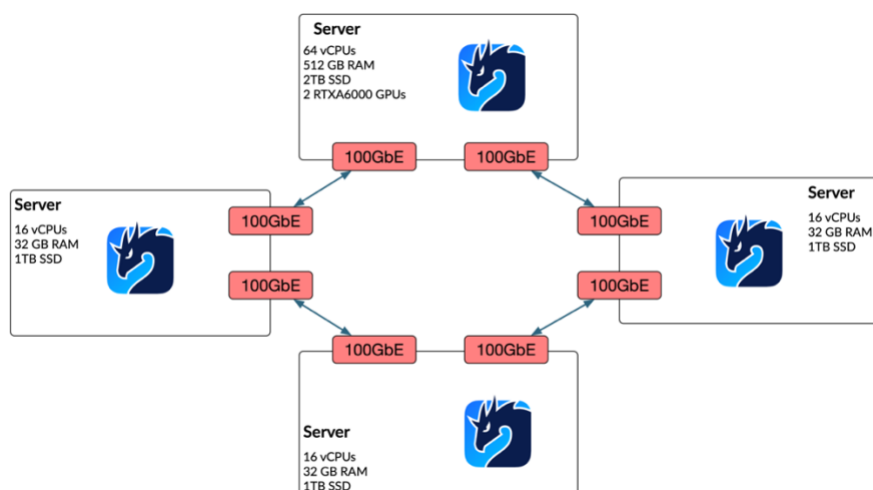 Server
64 vCPUs
512 GB RAM
2TB SSD
2 RTXA6000 GPUs
100GbE
100GbE
Server
16 vCPUs
32 GB RAM
1TB SSD
100GbE
100GbE
Server
16 vCPUs
32 GB RAM
1TB SSD
100GbE
100GbE
100GbE
100GbE
Server
16 vCPUs
32 GB RAM
1TB SSD